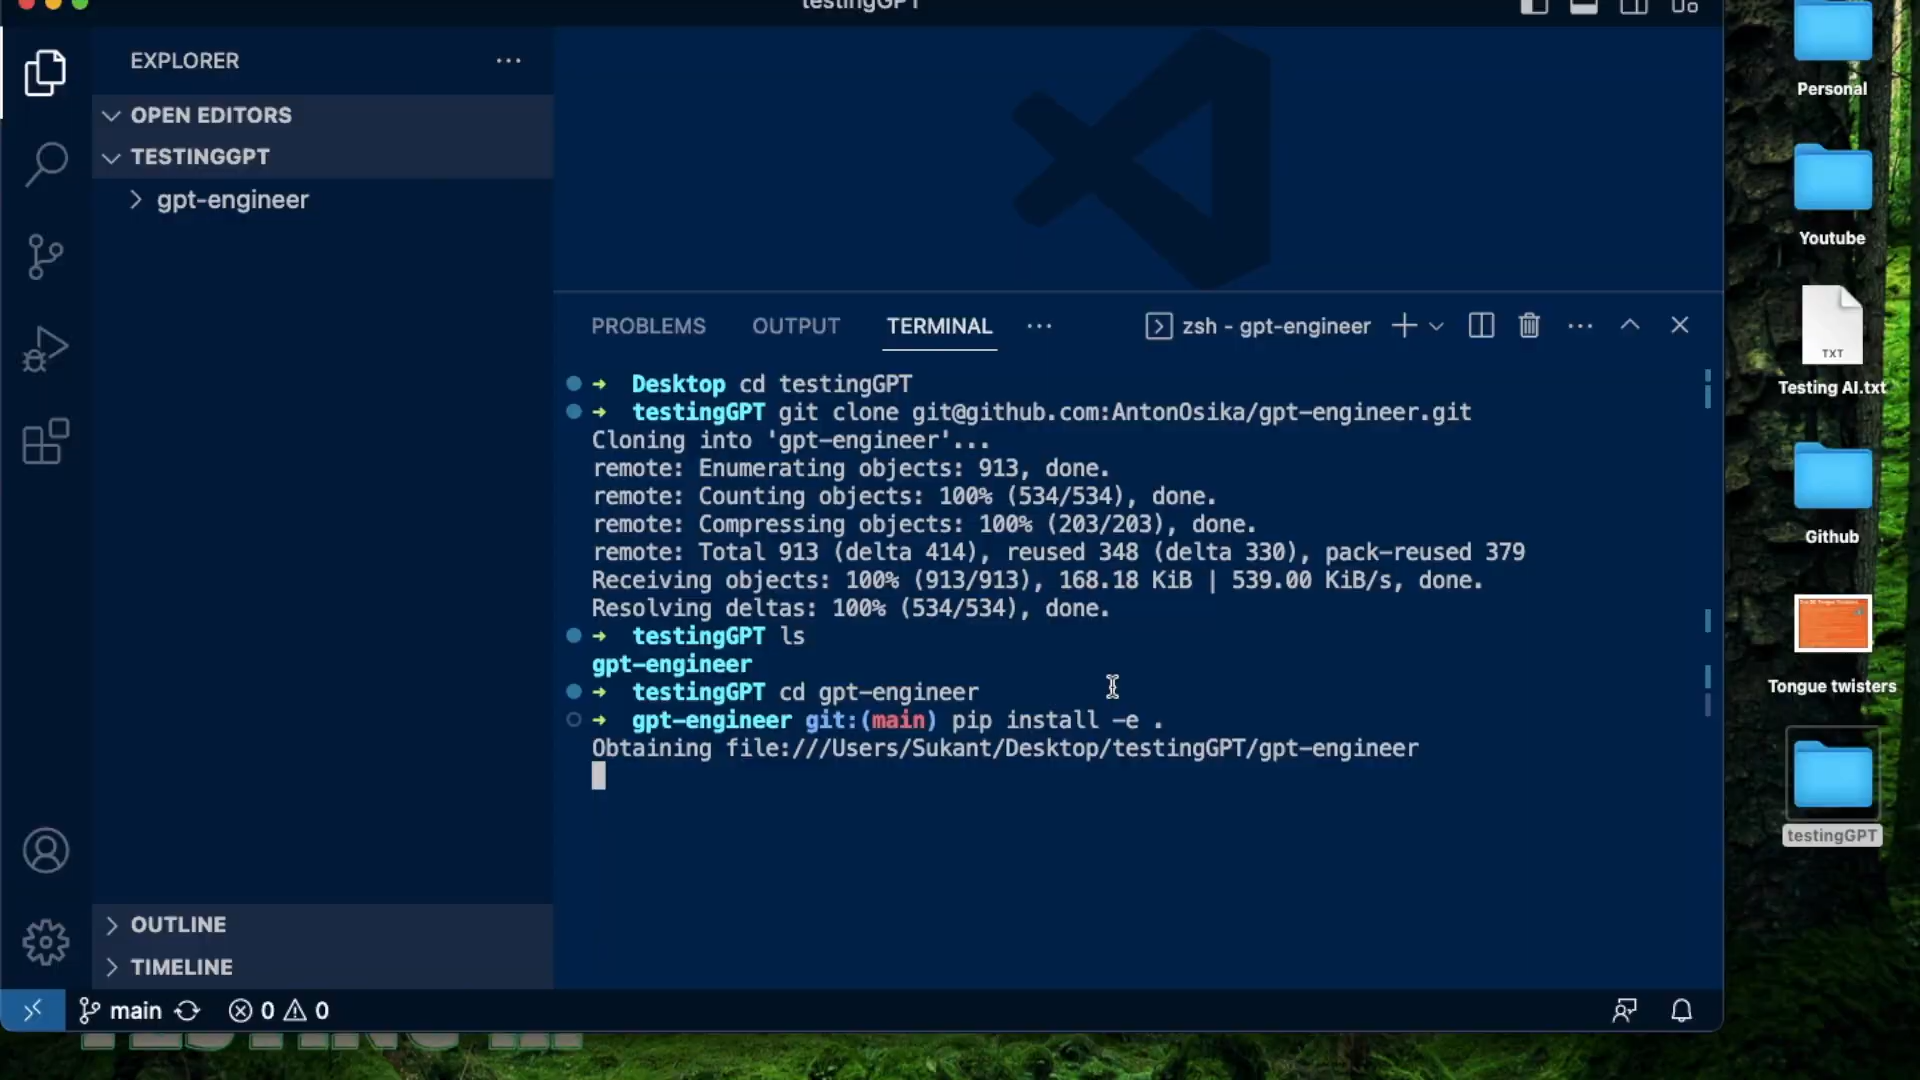 testingGPT
EXPLORER
OPEN EDITORS
TESTINGGPT
gpt-engineer
OUTLINE
TIMELINE
PROBLEMS OUTPUT TERMINAL zsh - gpt-engineer
➜ Desktop cd testingGPT
➜ testingGPT git clone git@github.com:AntonOsika/gpt-engineer.git
Cloning into 'gpt-engineer'...
remote: Enumerating objects: 913, done.
remote: Counting objects: 100% (534/534), done.
remote: Compressing objects: 100% (203/203), done.
remote: Total 913 (delta 414), reused 348 (delta 330), pack-reused 379
Receiving objects: 100% (913/913), 168.18 KiB | 539.00 KiB/s, done.
Resolving deltas: 100% (534/534), done.
➜ testingGPT ls
gpt-engineer
➜ testingGPT cd gpt-engineer
➜ gpt-engineer git:(main) pip install -e .
Obtaining file:///Users/Sukant/Desktop/testingGPT/gpt-engineer
main 0 0
Personal
Youtube
TXT
Testing AI.txt
Github
Tongue twisters
testingGPT